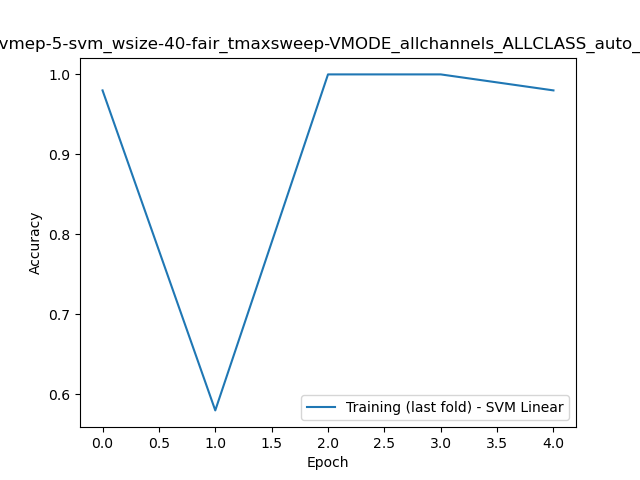 vmep-5-svm_wsize-40-fair_tmaxsweep-VMODE_allchannels_ALLCLASS_auto_
1.0
0.9
0.8
0.7
0.6
Accuracy
Training (last fold) - SVM Linear
0.0 0.5 1.0 1.5 2.0 2.5 3.0 3.5 4.0
Epoch